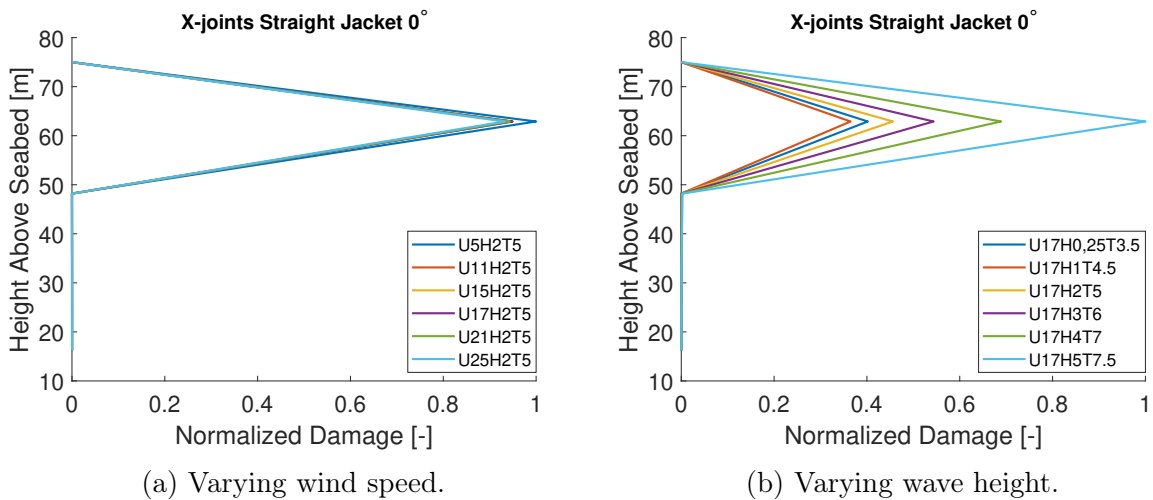 X-joints Straight Jacket 0°
80
70
60
50
40
30
20
10
Height Above Seabed [m]
0
0.2
0.4
0.6
0.8
1
Normalized Damage [-]
U5H2T5
U11H2T5
U15H2T5
U17H2T5
U21H2T5
U25H2T5
(a) Varying wind speed.
X-joints Straight Jacket 0°
80
70
60
50
40
30
20
10
Height Above Seabed [m]
0
0.2
0.4
0.6
0.8
1
Normalized Damage [-]
U17H0,25T3.5
U17H1T4.5
U17H2T5
U17H3T6
U17H4T7
U17H5T7.5
(b) Varying wave height.